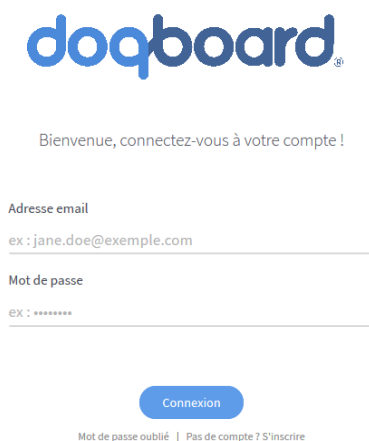 doqboard®
Bienvenue, connectez-vous à votre compte !
Adresse email
ex : jane.doe@exemple.com
Mot de passe
ex : ••••••••
Connexion
Mot de passe oublié | Pas de compte ? S'inscrire